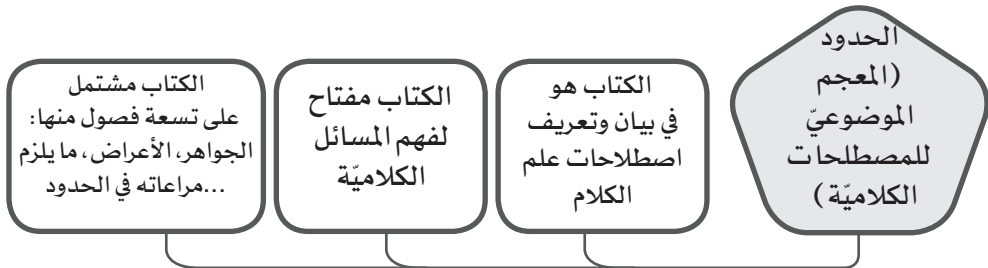 الحدود
(المعجم
الموضوعيّ
للمصطلحات
الكلاميّة)
الكتاب هو
في بيان وتعريف
اصطلاحات علم
الكلام
الكتاب مفتاح
لفهم المسائل
الكلاميّة
الكتاب مشتمل
على تسعة فصول منها:
الجواهر، الأعراض، ما يلزم
مراعاته في الحدود...